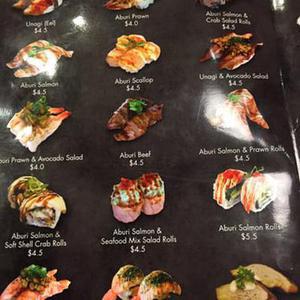 Unagi (Eel)
$4.5
Aburi Prawn
$4.0
Aburi Salmon &
Crab Salad Rolls
$4.5
Aburi Salmon
$4.5
Aburi Scallop
$4.5
Unagi & Avocado Salad
$4.5
Aburi Prawn & Avocado Salad
$4.0
Aburi Beef
$4.5
Aburi Salmon & Prawn Rolls
$4.5
Aburi Salmon &
Soft Shell Crab Rolls
$4.5
Aburi Salmon &
Seafood Mix Salad Rolls
$4.5
Aburi Salmon Rolls
$5.5